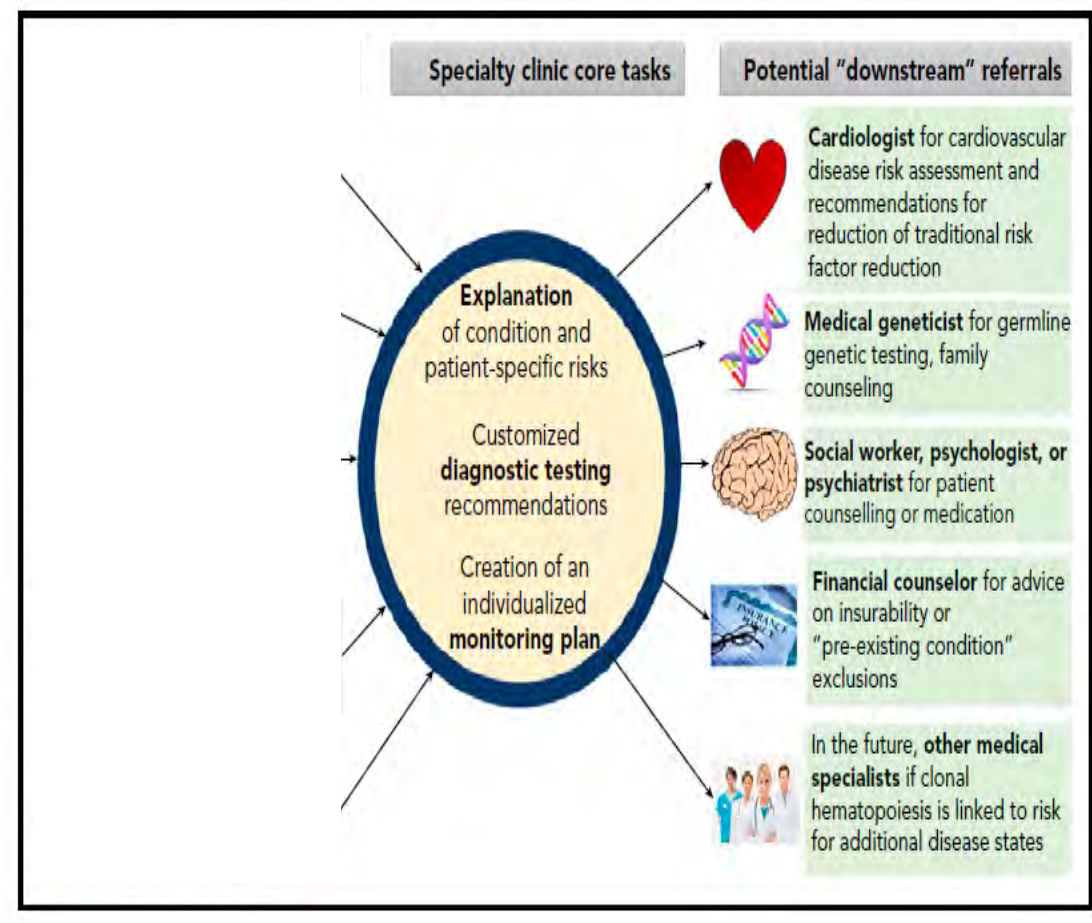 Specialty clinic core tasks
Potential “downstream” referrals
Explanation
of condition and
patient-specific risks
Customized
diagnostic testing
recommendations
Creation of an
individualized
monitoring plan
Cardiologist for cardiovascular
disease risk assessment and
recommendations for
reduction of traditional risk
factor reduction
Medical geneticist for germline
genetic testing, family
counseling
Social worker, psychologist, or
psychiatrist for patient
counselling or medication
INSURANCE
POLICY
Financial counselor for advice
on insurability or
“pre-existing condition”
exclusions
In the future, other medical
specialists if clonal
hematopoiesis is linked to risk
for additional disease states